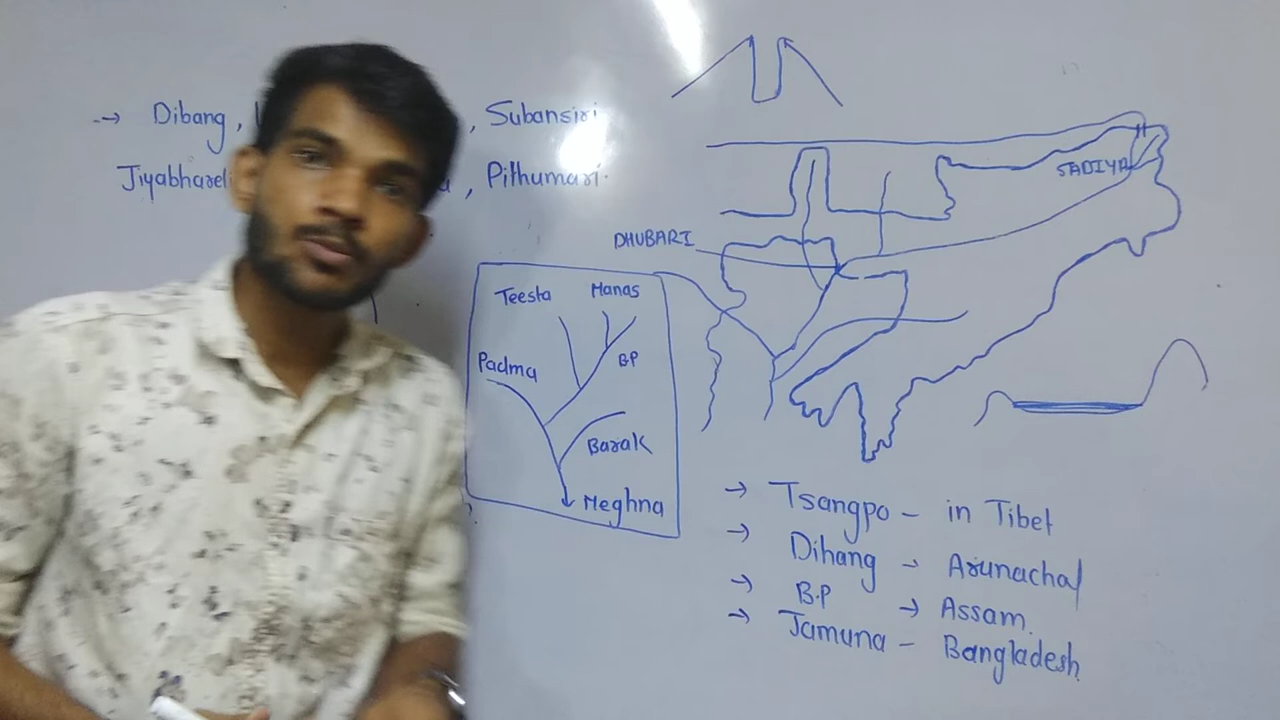 → Dibang, , Subansiri
Jiyabhareli , Pithumari.
SADIYA
DHUBARI
Teesta Manas
Padma B.P
Barak
Meghna
→ Tsangpo - in Tibet
→ Dihang - Arunachal
→ B.P → Assam.
→ Jamuna - Bangladesh